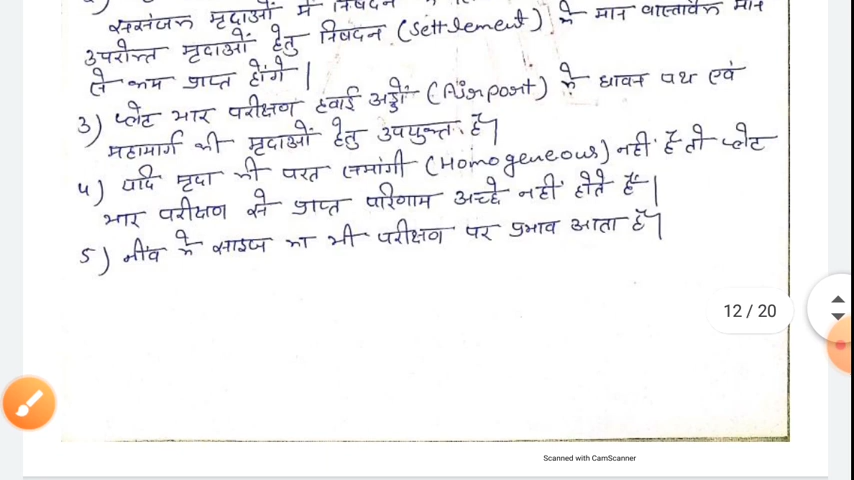 ससंजक मृदाओं में निषदन
उपरोक्त मृदाओं हेतु निषदन (Settlement) के मान वास्तविक मान
से कम प्राप्त होंगे।
3) प्लेट भार परीक्षण हवाई अड्डों (Airport) के धावन पथ एवं
महामार्ग की मृदाओं हेतु उपयुक्त है।
4) यदि मृदा की परत समांगी (Homogeneous) नहीं है तो प्लेट
भार परीक्षण से प्राप्त परिणाम अच्छे नहीं होते हैं।
5) नींव के साइज का भी परीक्षण पर प्रभाव आता है।
12 / 20
Scanned with CamScanner